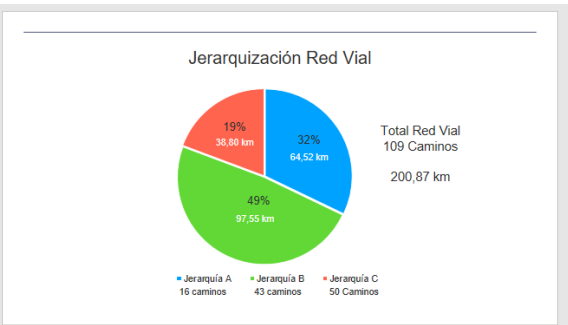 Jerarquización Red Vial
19%
38,80 km
32%
64,52 km
49%
97,55 km
Total Red Vial
109 Caminos
200,87 km
Jerarquía A
16 caminos
Jerarquía B
43 caminos
Jerarquía C
50 Caminos